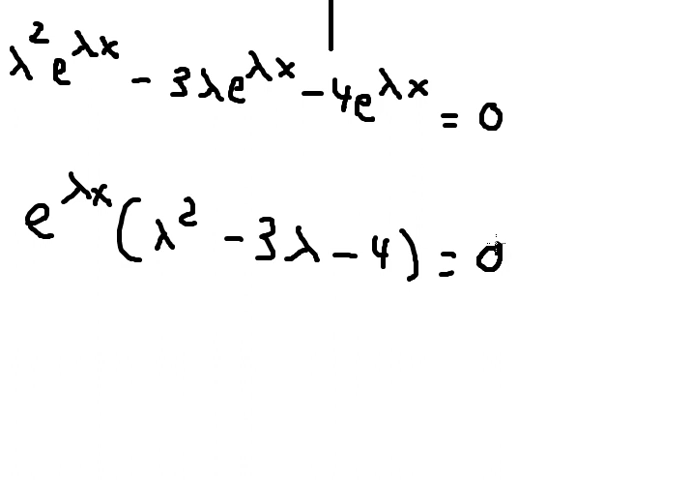 λ²e^{λx} - 3λe^{λx} - 4e^{λx} = 0
e^{λx}(λ² - 3λ - 4) = 0